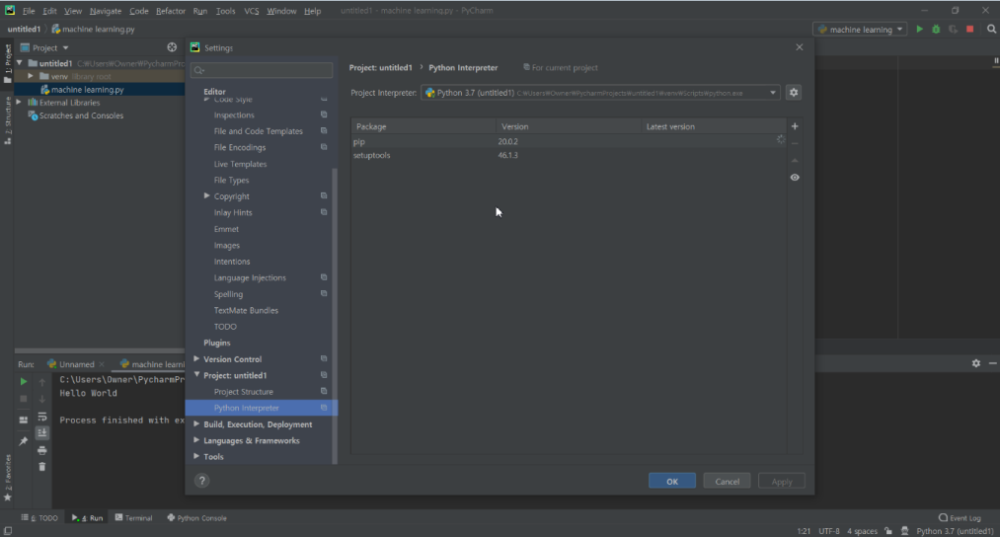 File Edit View Navigate Code Refactor Run Tools VCS Window Help untitled1 - machine learning.py - PyCharm
untitled1 machine learning.py machine learning
1: Project
2: Structure
2: Favorites
Project
untitled1 C:₩Users₩Owner₩PycharmPro
venv library root
machine learning.py
External Libraries
Scratches and Consoles
Settings
Editor
Code Style
Inspections
File and Code Templates
File Encodings
Live Templates
File Types
Copyright
Inlay Hints
Emmet
Images
Intentions
Language Injections
Spelling
TextMate Bundles
TODO
Plugins
Version Control
Project: untitled1
Project Structure
Python Interpreter
Build, Execution, Deployment
Languages & Frameworks
Tools
Project: untitled1 › Python Interpreter For current project
Project Interpreter: Python 3.7 (untitled1) C:₩Users₩Owner₩PycharmProjects₩untitled1₩venv₩Scripts₩python.exe
Package Version Latest version
pip 20.0.2
setuptools 46.1.3
? OK Cancel Apply
Run: Unnamed machine learni
C:\Users\Owner\PycharmPr
Hello World
Process finished with ex
6: TODO 4: Run Terminal Python Console Event Log
1:21 UTF-8 4 spaces Python 3.7 (untitled1)